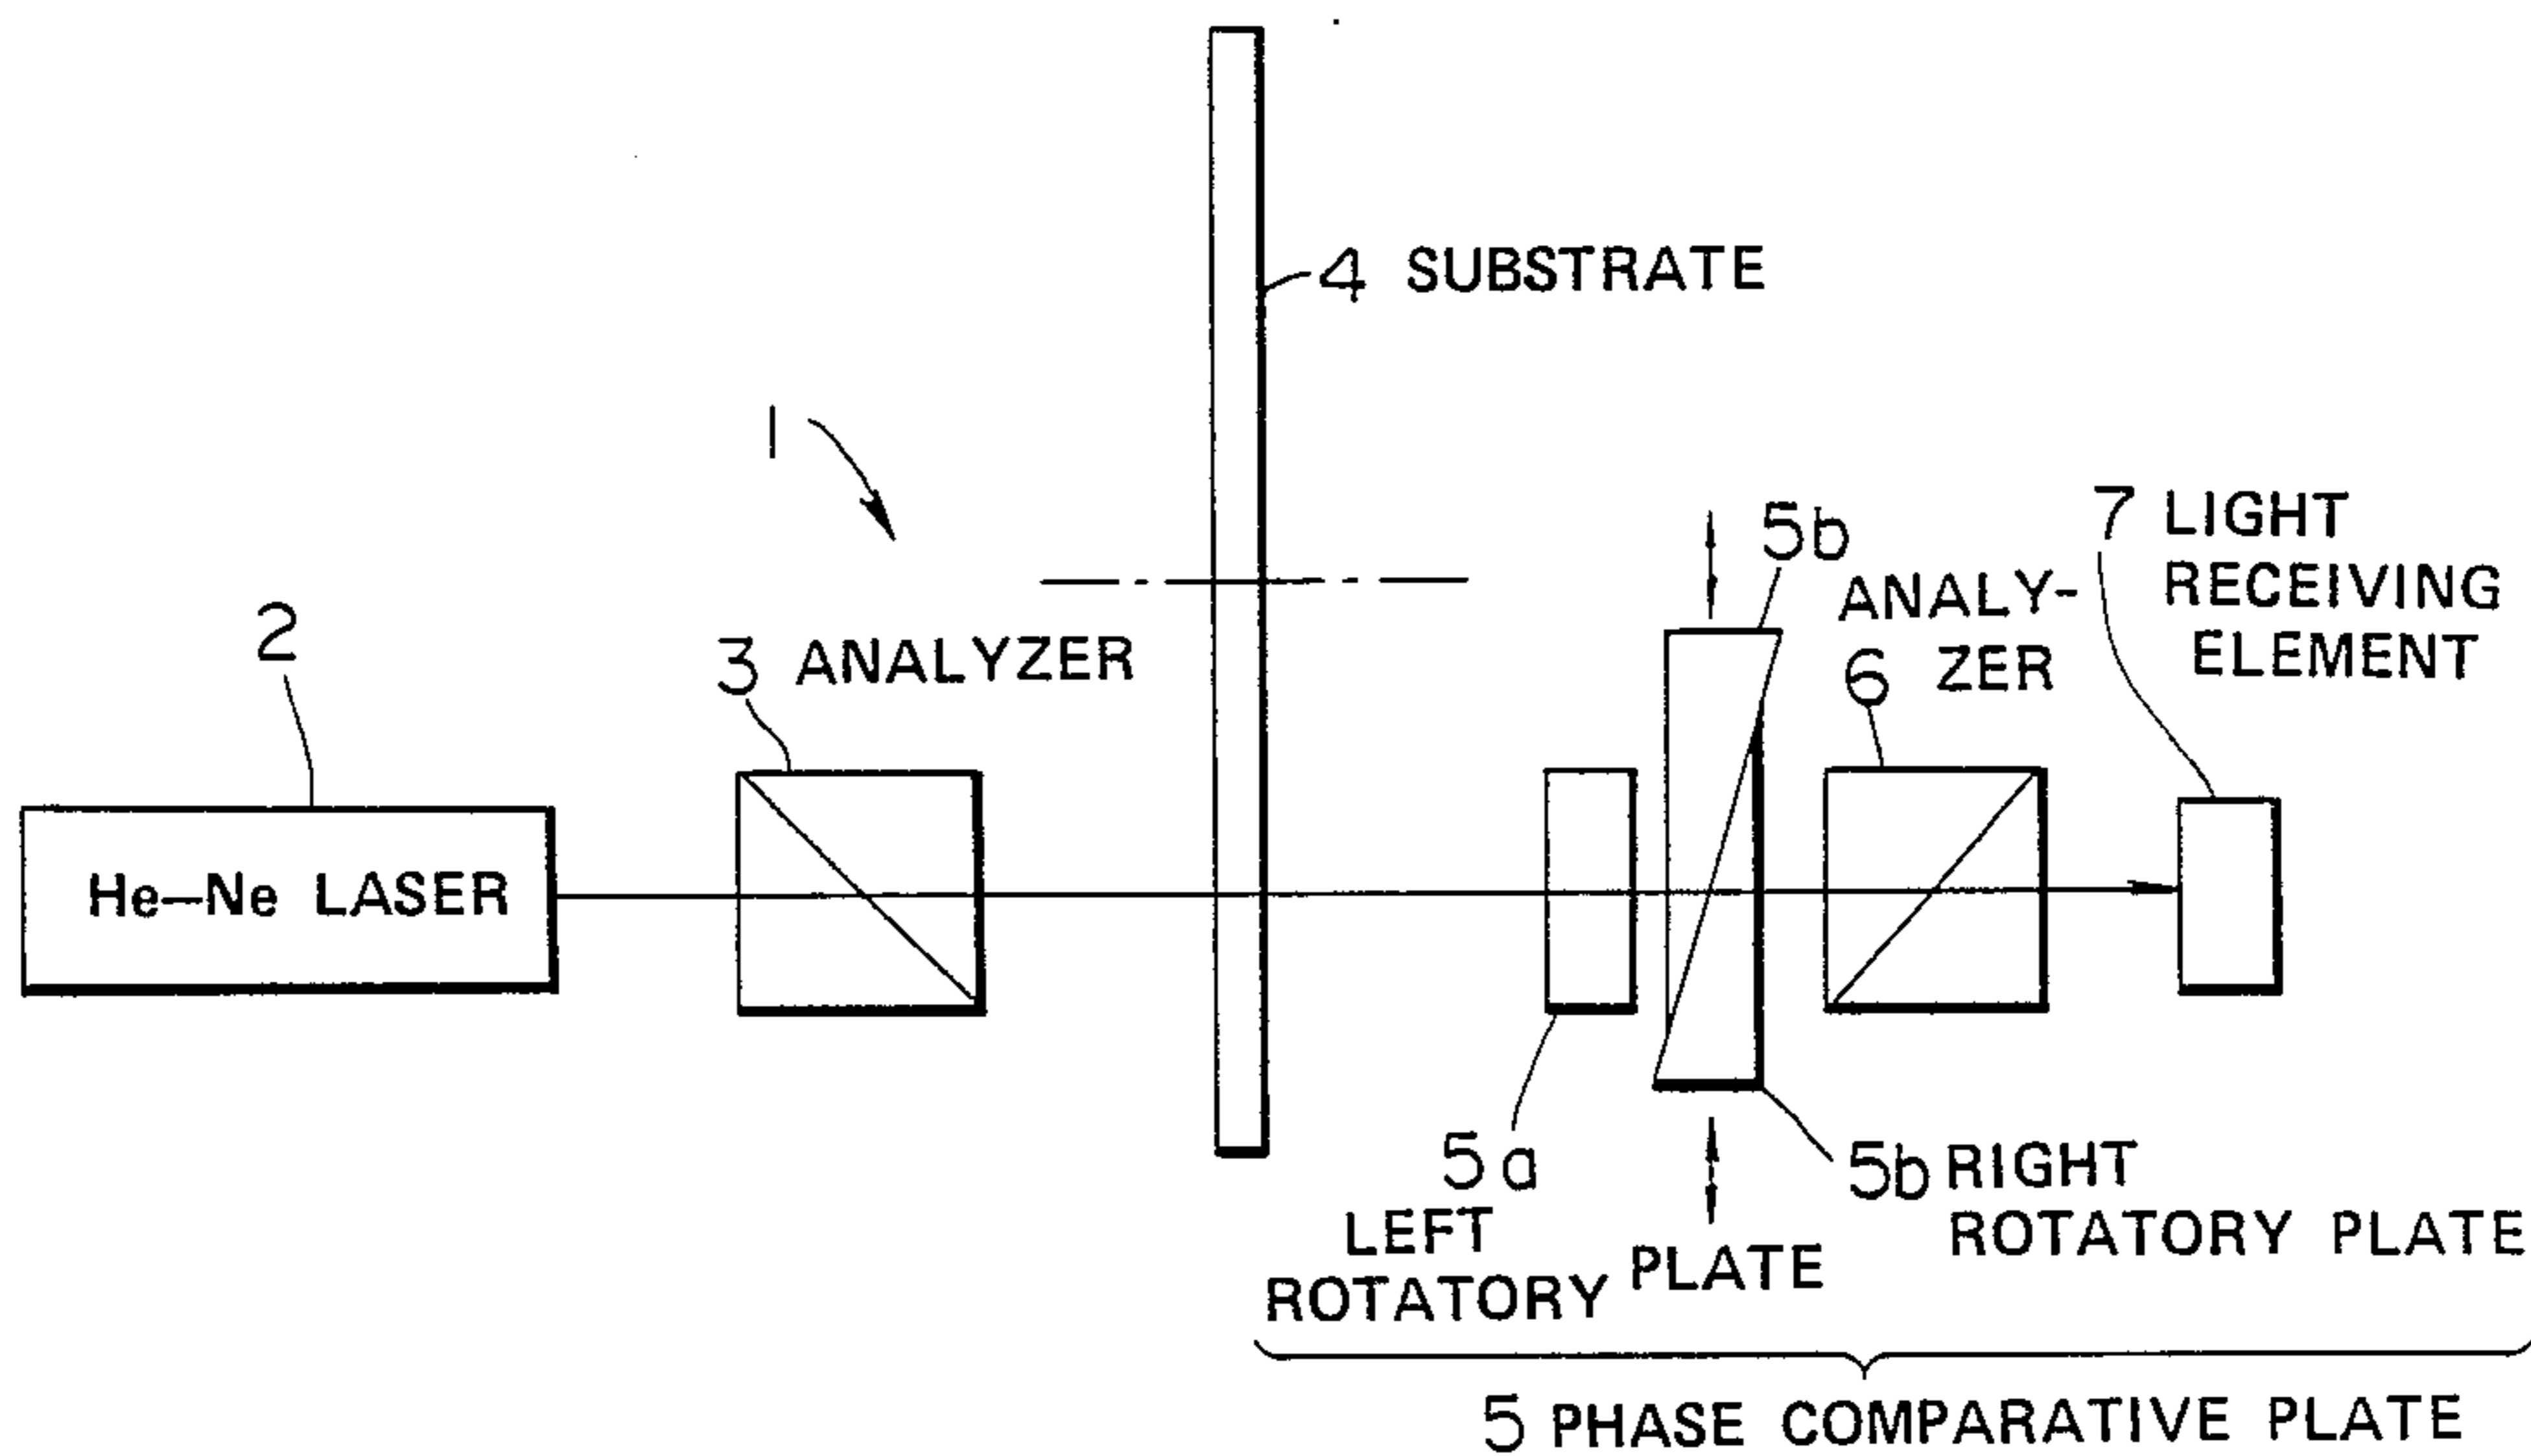 4 SUBSTRATE
1
2
3 ANALYZER
He–Ne LASER
5b
ANALY-
6 ZER
7 LIGHT
RECEIVING
ELEMENT
5a
LEFT
ROTATORY PLATE
5b RIGHT
ROTATORY PLATE
5 PHASE COMPARATIVE PLATE